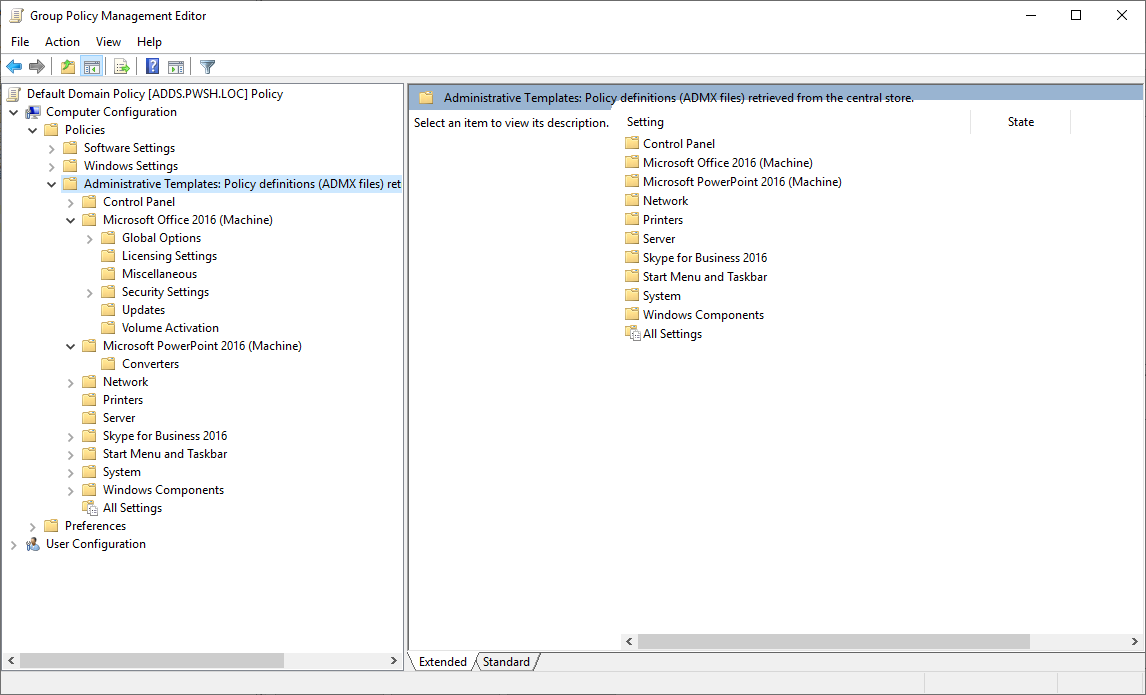 Group Policy Management Editor
File Action View Help
Default Domain Policy [ADDS.PWSH.LOC] Policy
Computer Configuration
Policies
Software Settings
Windows Settings
Administrative Templates: Policy definitions (ADMX files) ret
Control Panel
Microsoft Office 2016 (Machine)
Global Options
Licensing Settings
Miscellaneous
Security Settings
Updates
Volume Activation
Microsoft PowerPoint 2016 (Machine)
Converters
Network
Printers
Server
Skype for Business 2016
Start Menu and Taskbar
System
Windows Components
All Settings
Preferences
User Configuration
Administrative Templates: Policy definitions (ADMX files) retrieved from the central store.
Select an item to view its description.
Setting State
Control Panel
Microsoft Office 2016 (Machine)
Microsoft PowerPoint 2016 (Machine)
Network
Printers
Server
Skype for Business 2016
Start Menu and Taskbar
System
Windows Components
All Settings
Extended Standard